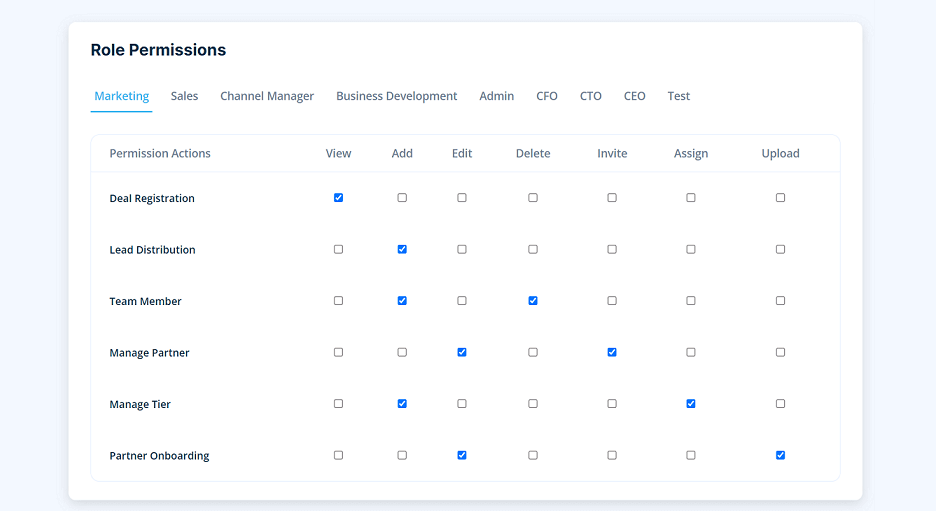 Role Permissions
Marketing Sales Channel Manager Business Development Admin CFO CTO CEO Test
Permission Actions View Add Edit Delete Invite Assign Upload
Deal Registration
Lead Distribution
Team Member
Manage Partner
Manage Tier
Partner Onboarding